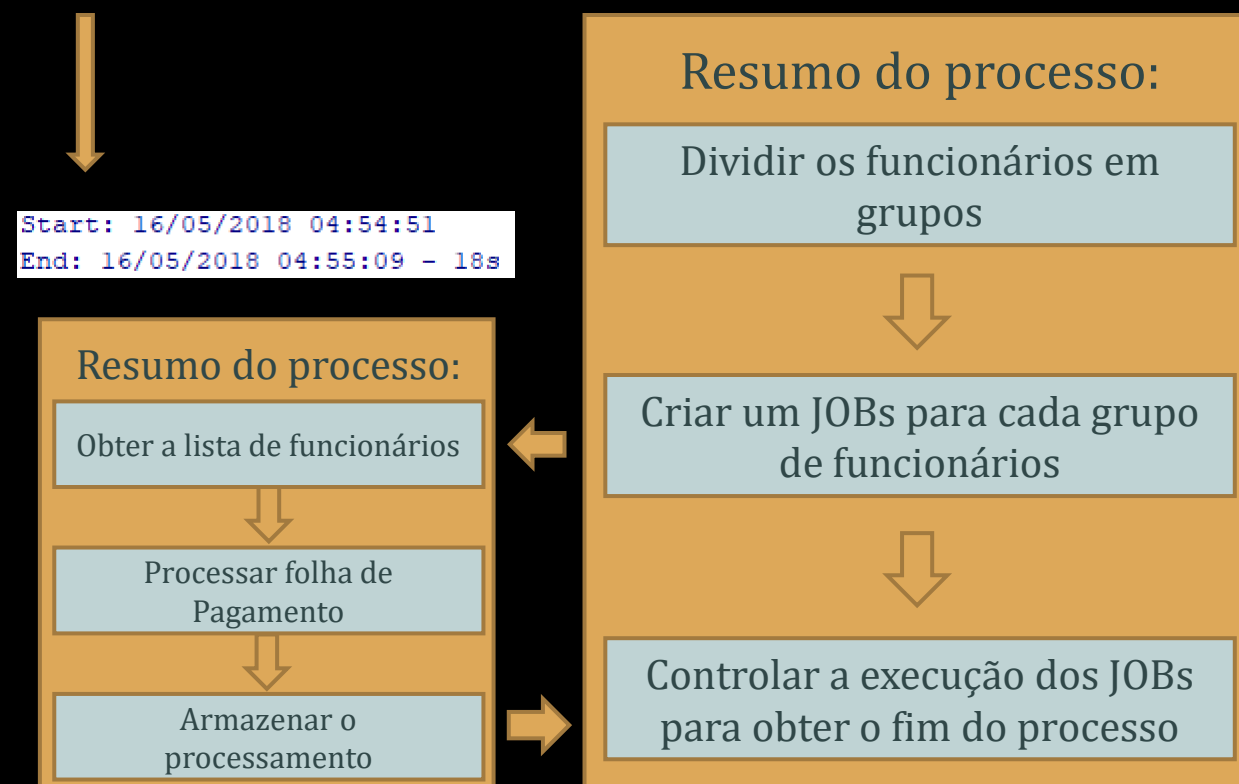 Start: 16/05/2018 04:54:51
End: 16/05/2018 04:55:09 - 18s
Resumo do processo:
Obter a lista de funcionários
Processar folha de
Pagamento
Armazenar o
processamento
Resumo do processo:
Dividir os funcionários em
grupos
Criar um JOBs para cada grupo
de funcionários
Controlar a execução dos JOBs
para obter o fim do processo